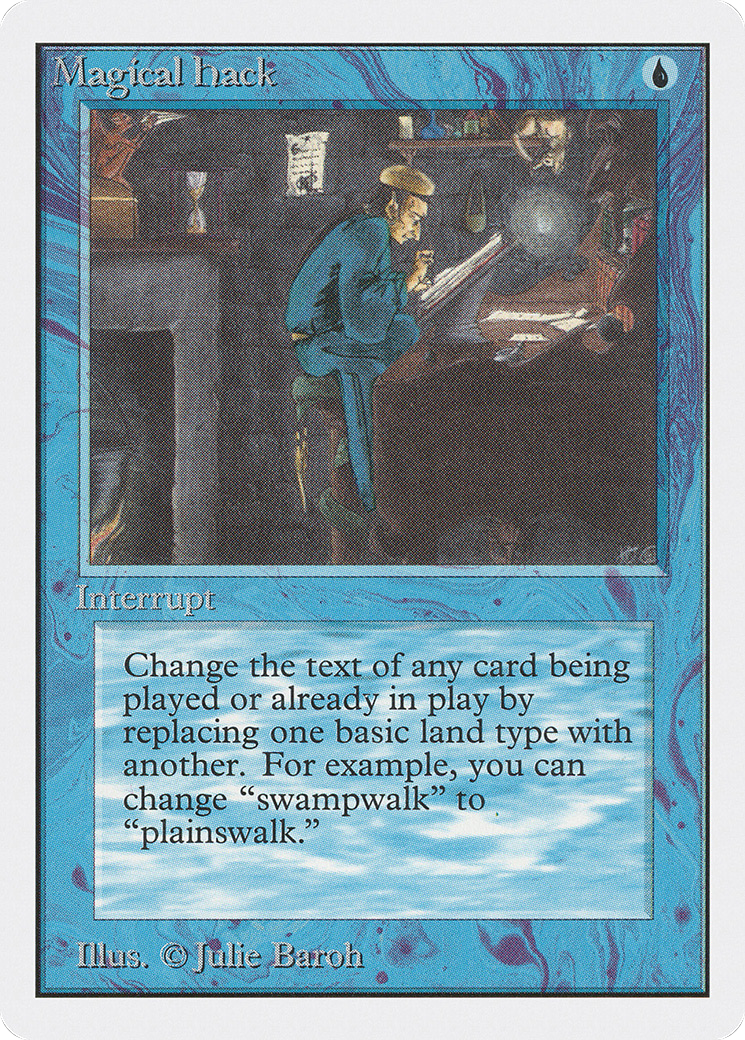 Magical Hack
Interrupt
Change the text of any card being
played or already in play by
replacing one basic land type with
another. For example, you can
change “swampwalk” to
“plainswalk.”
Illus. © Julie Baroh